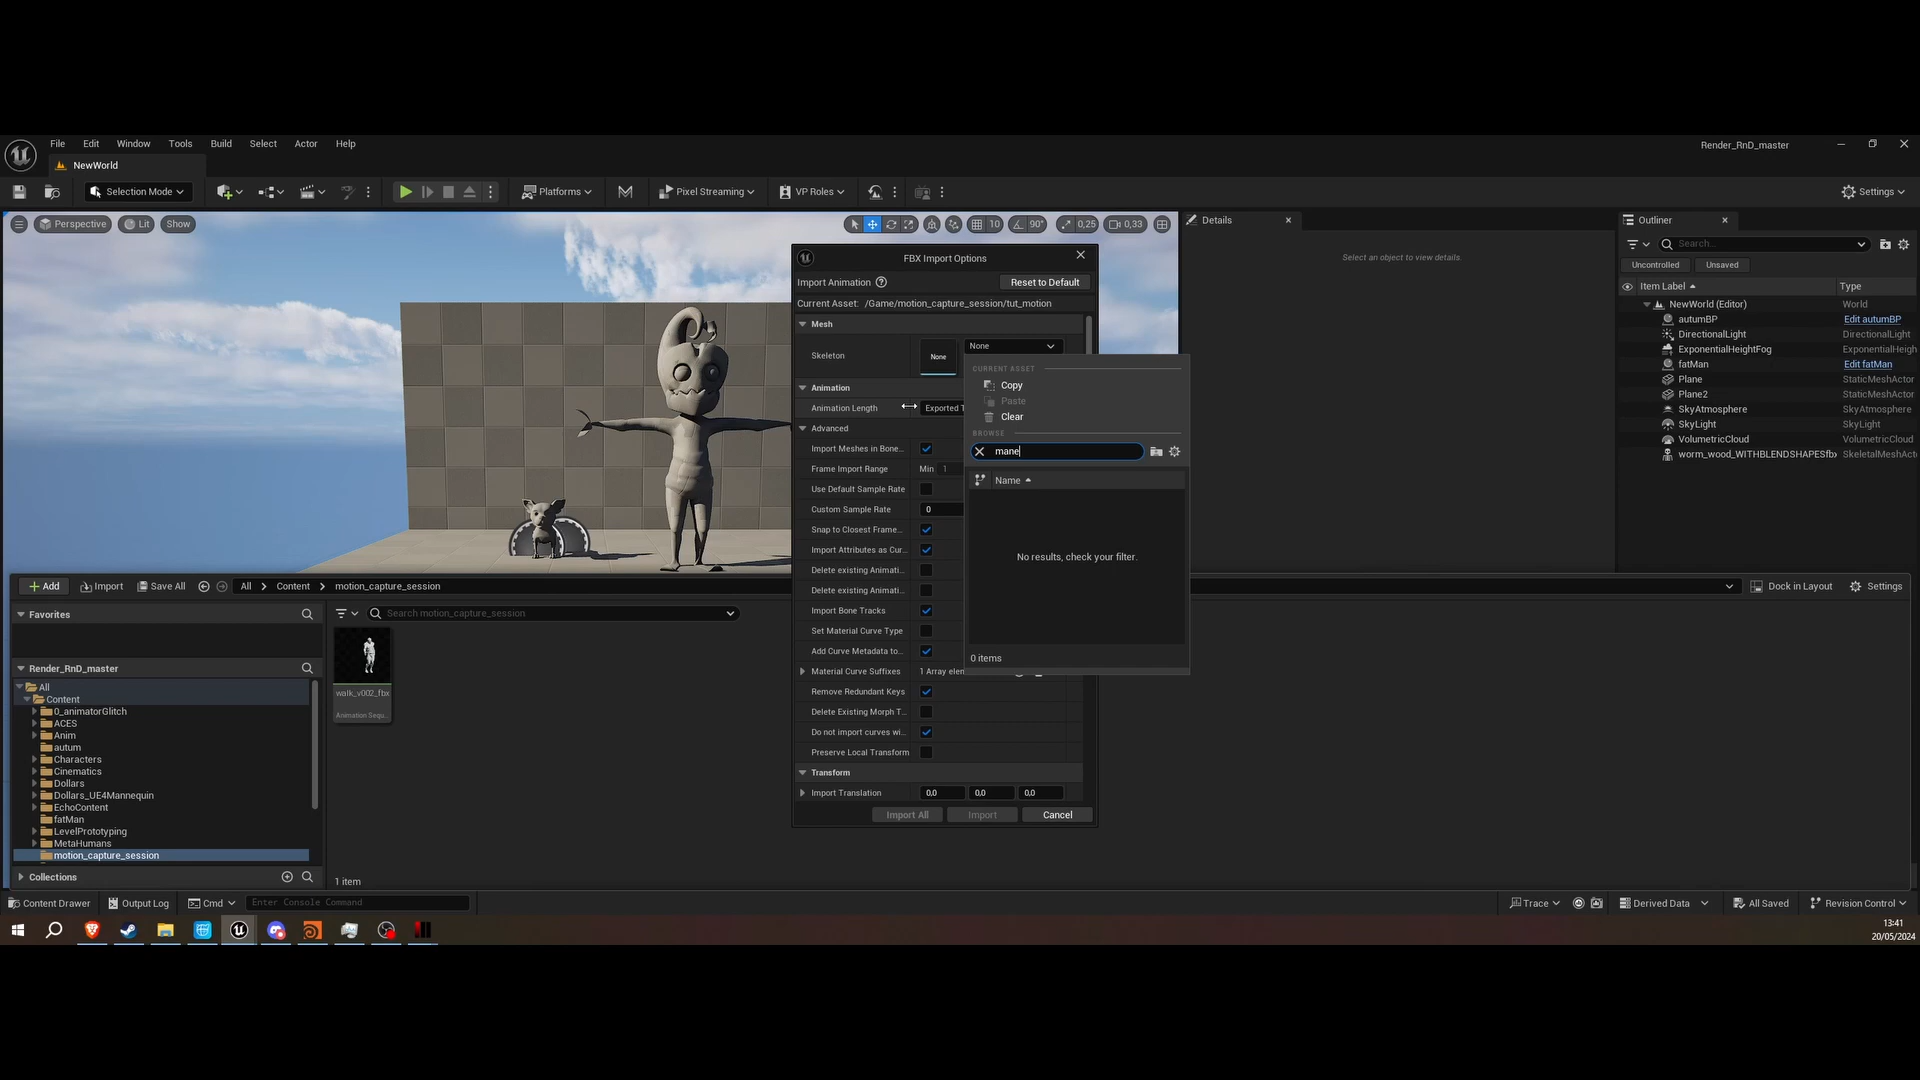 File Edit Window Tools Build Select Actor Help
Render_RnD_master
NewWorld
Selection Mode
Platforms
Pixel Streaming
VP Roles
Settings
Perspective
Lit
Show
10
90°
0,25
0,33
Details
Select an object to view details.
Outliner
Search...
Uncontrolled
Unsaved
Item Label
Type
NewWorld (Editor) World
autumBP Edit autumBP
DirectionalLight DirectionalLight
ExponentialHeightFog ExponentialHeigh
fatMan Edit fatMan
Plane StaticMeshActor
Plane2 StaticMeshActor
SkyAtmosphere SkyAtmosphere
SkyLight SkyLight
VolumetricCloud VolumetricCloud
worm_wood_WITHBLENDSHAPESfbx SkeletalMeshAct
FBX Import Options
Import Animation
Reset to Default
Current Asset: /Game/motion_capture_session/tut_motion
Mesh
Skeleton
None
None
Animation
Animation Length
Exported T
Advanced
Import Meshes in Bone...
Frame Import Range Min 1
Use Default Sample Rate
Custom Sample Rate 0
Snap to Closest Frame...
Import Attributes as Cur...
Delete existing Animati...
Delete existing Animati...
Import Bone Tracks
Set Material Curve Type
Add Curve Metadata to...
Material Curve Suffixes 1 Array elem
Remove Redundant Keys
Delete Existing Morph T...
Do not import curves wi...
Preserve Local Transform
Transform
Import Translation 0,0 0,0 0,0
Import All
Import
Cancel
CURRENT ASSET
Copy
Paste
Clear
BROWSE
mane
Name
No results, check your filter.
0 items
Add
Import
Save All
All
Content
motion_capture_session
Dock in Layout
Settings
Favorites
Search motion_capture_session
Render_RnD_master
All
Content
0_animatorGlitch
ACES
Anim
autum
Characters
Cinematics
Dollars
Dollars_UE4Mannequin
EchoContent
fatMan
LevelPrototyping
MetaHumans
motion_capture_session
walk_v002_fbx
Animation Sequ...
Collections
1 item
Content Drawer
Output Log
Cmd
Enter Console Command
Trace
Derived Data
All Saved
Revision Control
13:41
20/05/2024